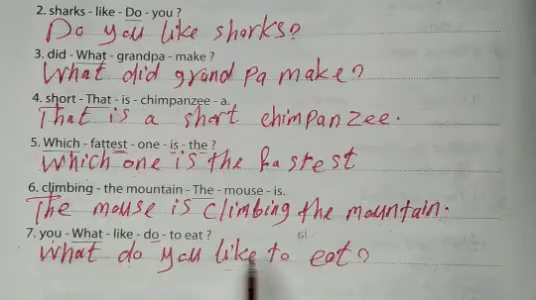 2. sharks - like - Do - you ?
Do you like sharks?
3. did - What - grandpa - make ?
What did grand pa make?
4. short - That - is - chimpanzee - a.
That is a short chimpanzee.
5. Which - fattest - one - is - the ?
Which one is the fastest
6. climbing - the mountain - The - mouse - is.
The mouse is climbing the mountain.
7. you - What - like - do - to eat ?
What do you like to eat?